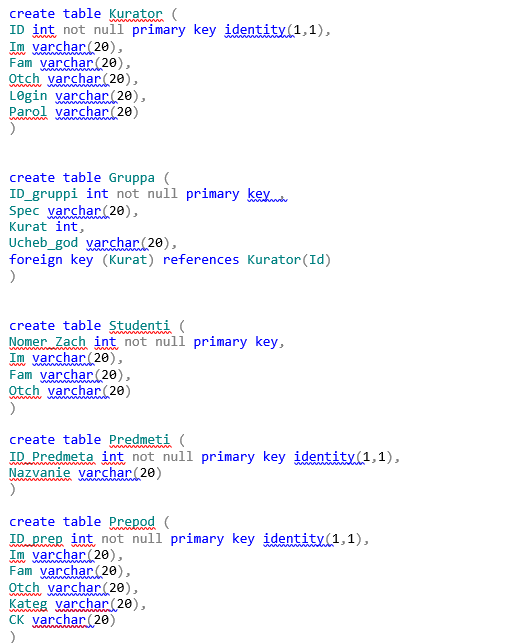 create table Kurator (
ID int not null primary key identity(1,1),
Im varchar(20),
Fam varchar(20),
Otch varchar(20),
L0gin varchar(20),
Parol varchar(20)
)
create table Gruppa (
ID_gruppi int not null primary key ,
Spec varchar(20),
Kurat int,
Ucheb_god varchar(20),
foreign key (Kurat) references Kurator(Id)
)
create table Studenti (
Nomer_Zach int not null primary key,
Im varchar(20),
Fam varchar(20),
Otch varchar(20)
)
create table Predmeti (
ID_Predmeta int not null primary key identity(1,1),
Nazvanie varchar(20)
)
create table Prepod (
ID_prep int not null primary key identity(1,1),
Im varchar(20),
Fam varchar(20),
Otch varchar(20),
Kateg varchar(20),
CK varchar(20)
)